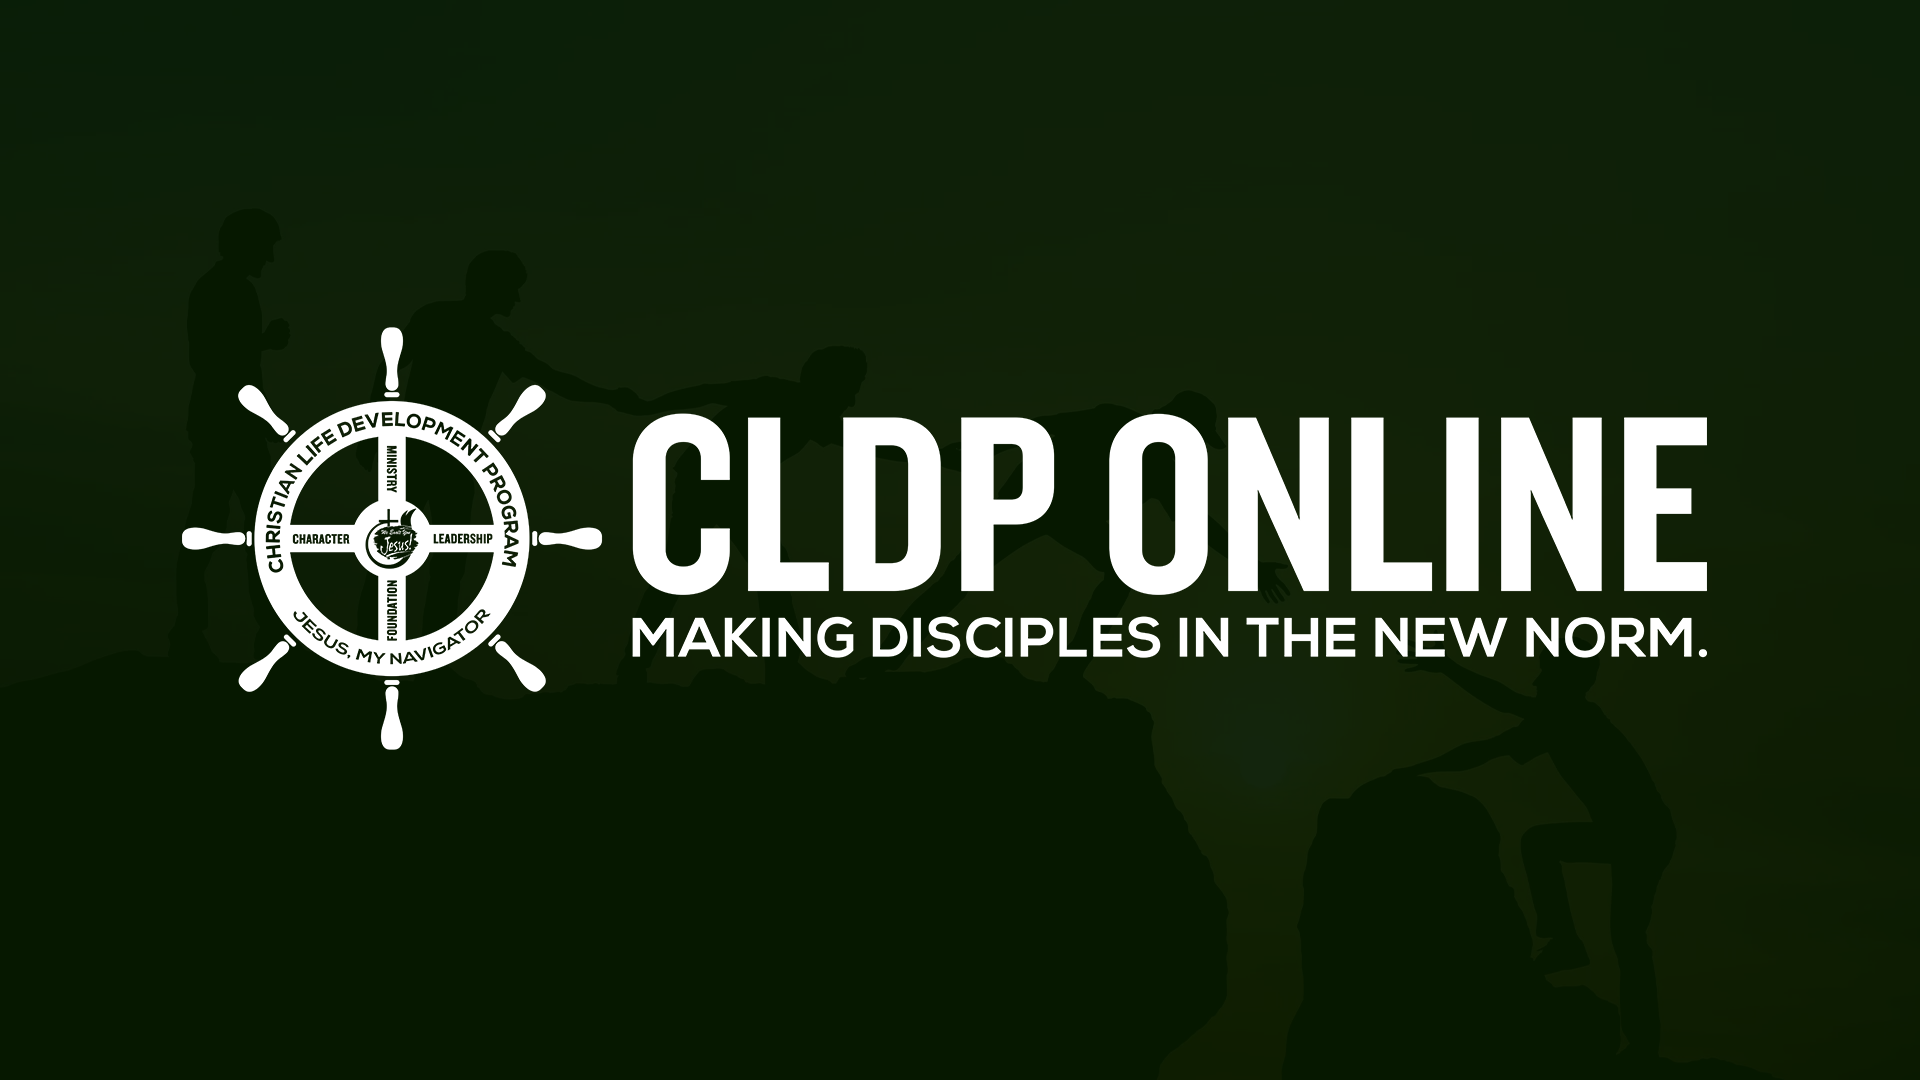 CHRISTIAN LIFE DEVELOPMENT PROGRAM
MINISTRY
CHARACTER
LEADERSHIP
Jesus!
FOUNDATION
JESUS, MY NAVIGATOR
CLDP ONLINE
MAKING DISCIPLES IN THE NEW NORM.